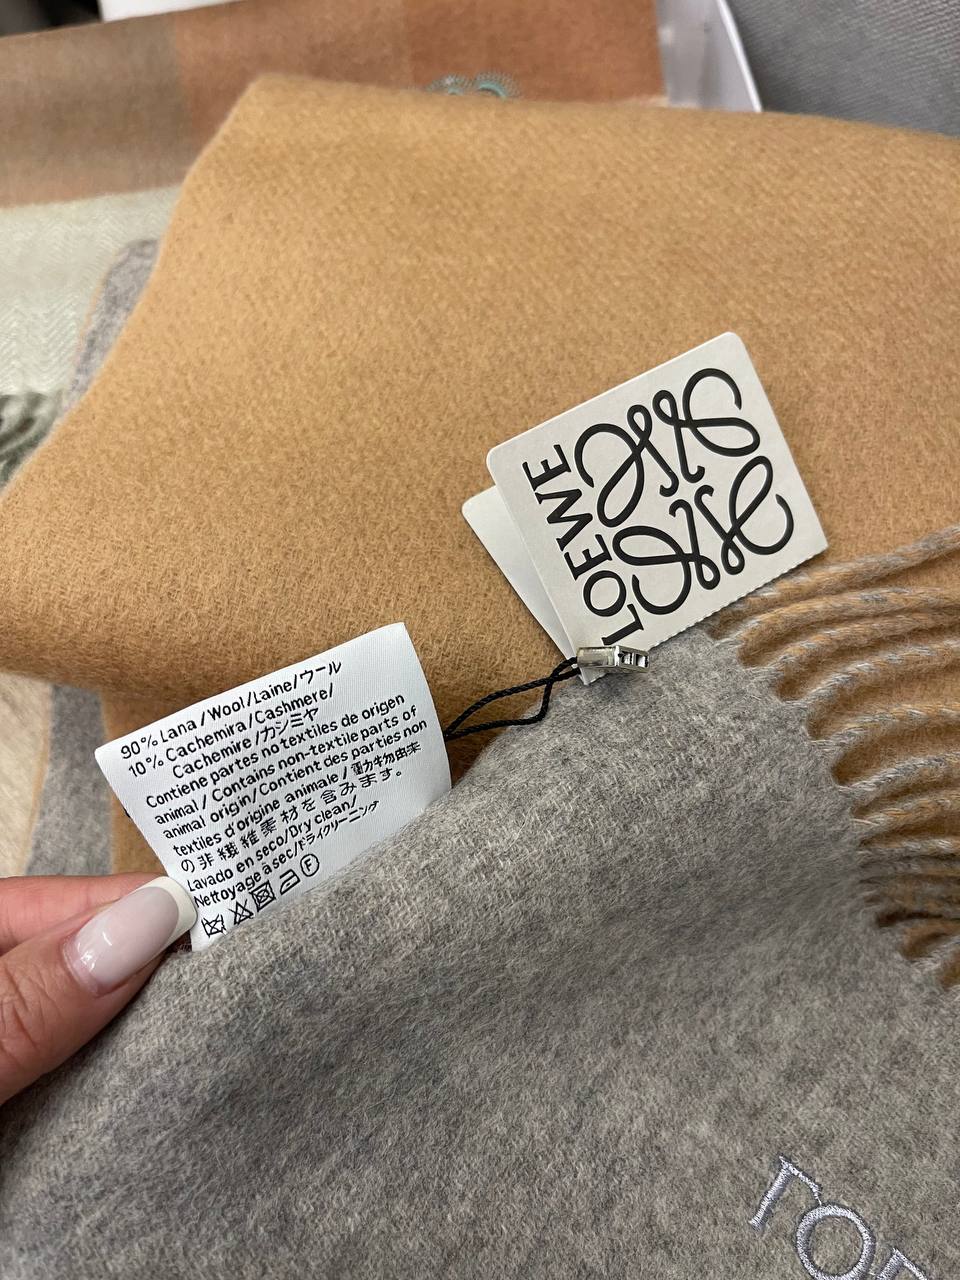 LOEWE
90% Lana/Wool/Laine/ウール
10% Cachemira/Cashmere/
Cachemire/カシミヤ
Contiene partes no textiles de origen
animal/Contains non-textile parts of
animal origin/Contient des parties non
textiles d'origine animale/動物由来
の非繊維素材を含みます。
Lavado en seco/Dry clean/
Nettoyage à sec/ドライクリーニング
F
LOE